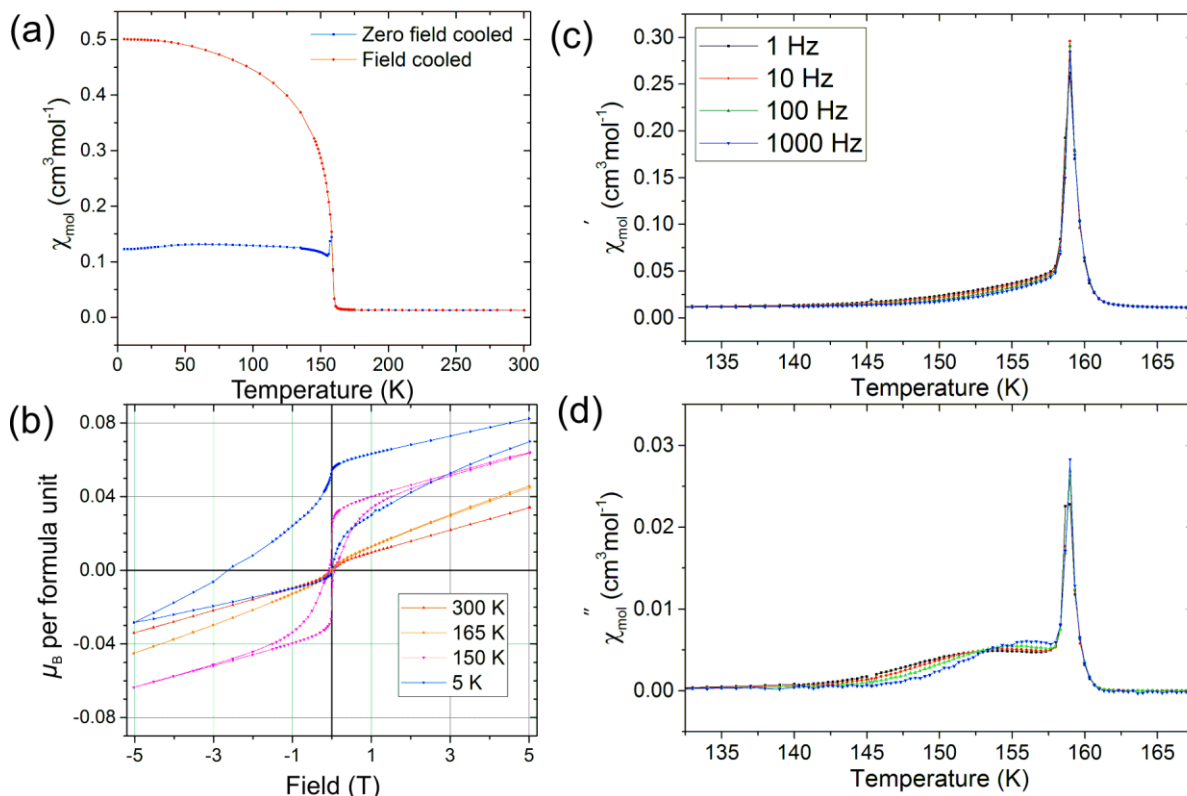 (a)
Zero field cooled
Field cooled
χmol (cm³mol⁻¹)
0.5
0.4
0.3
0.2
0.1
0.0
0 50 100 150 200 250 300
Temperature (K)
(b)
μB per formula unit
0.08
0.04
0.00
-0.04
-0.08
300 K
165 K
150 K
5 K
-5 -3 -1 1 3 5
Field (T)
(c)
1 Hz
10 Hz
100 Hz
1000 Hz
χmol′ (cm³mol⁻¹)
0.30
0.25
0.20
0.15
0.10
0.05
0.00
135 140 145 150 155 160 165
Temperature (K)
(d)
χmol″ (cm³mol⁻¹)
0.03
0.02
0.01
0.00
135 140 145 150 155 160 165
Temperature (K)